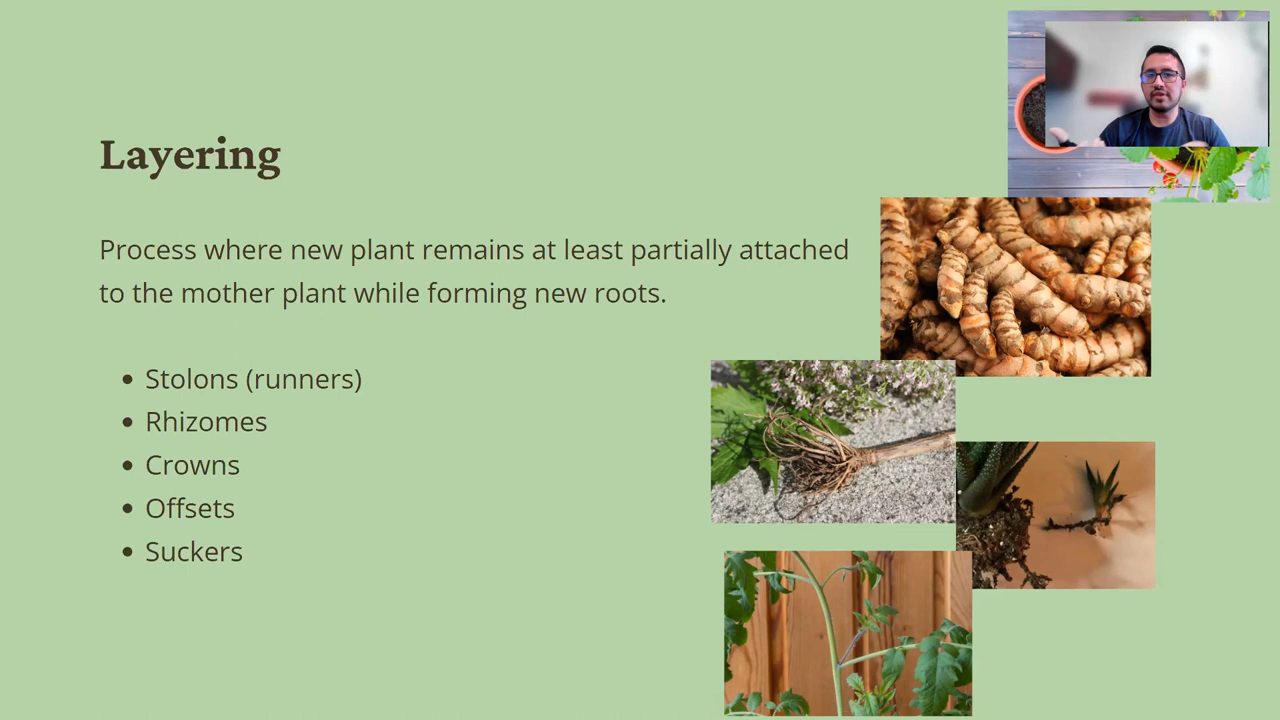 Layering
Process where new plant remains at least partially attached
to the mother plant while forming new roots.
• Stolons (runners)
• Rhizomes
• Crowns
• Offsets
• Suckers